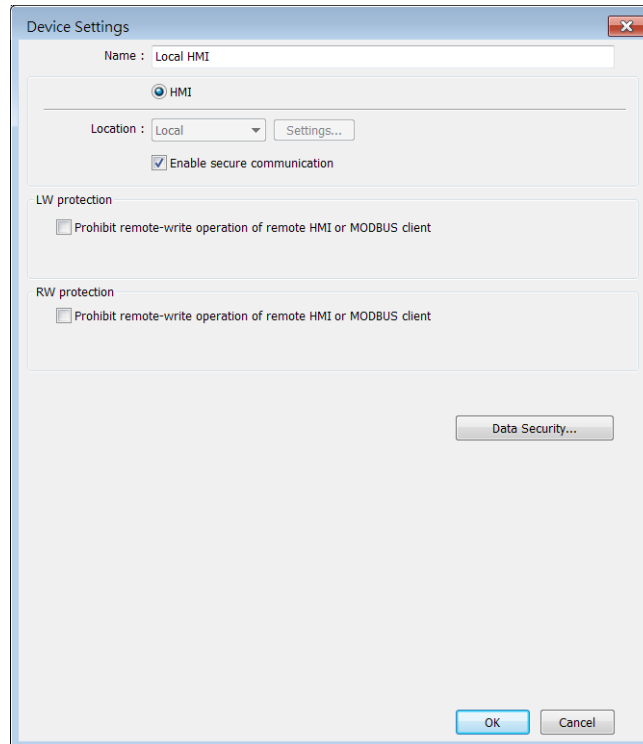 Device Settings
Name : Local HMI
HMI
Location : Local Settings...
Enable secure communication
LW protection
Prohibit remote-write operation of remote HMI or MODBUS client
RW protection
Prohibit remote-write operation of remote HMI or MODBUS client
Data Security...
OK Cancel